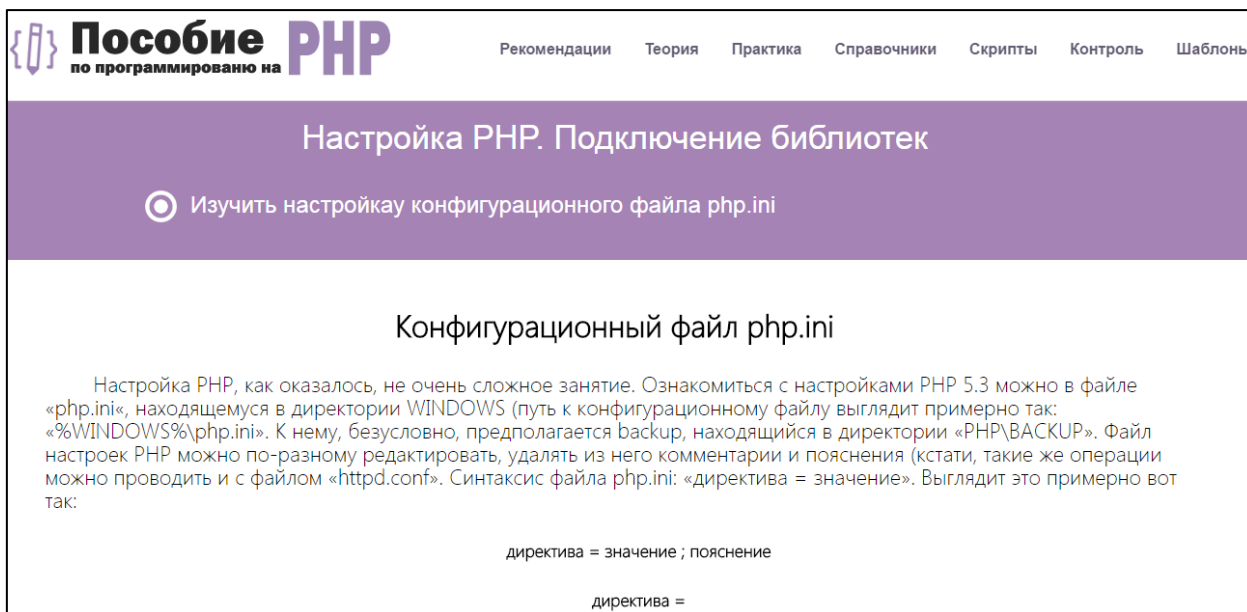 Пособие PHP
по программированю на
Рекомендации Теория Практика Справочники Скрипты Контроль Шаблоны
Настройка PHP. Подключение библиотек
Изучить настройкау конфигурационного файла php.ini
Конфигурационный файл php.ini
Настройка PHP, как оказалось, не очень сложное занятие. Ознакомиться с настройками PHP 5.3 можно в файле
«php.ini«, находящемуся в директории WINDOWS (путь к конфигурационному файлу выглядит примерно так:
«%WINDOWS%\php.ini». К нему, безусловно, предполагается backup, находящийся в директории «PHP\BACKUP». Файл
настроек PHP можно по-разному редактировать, удалять из него комментарии и пояснения (кстати, такие же операции
можно проводить и с файлом «httpd.conf». Синтаксис файла php.ini: «директива = значение». Выглядит это примерно вот
так:
директива = значение ; пояснение
директива =